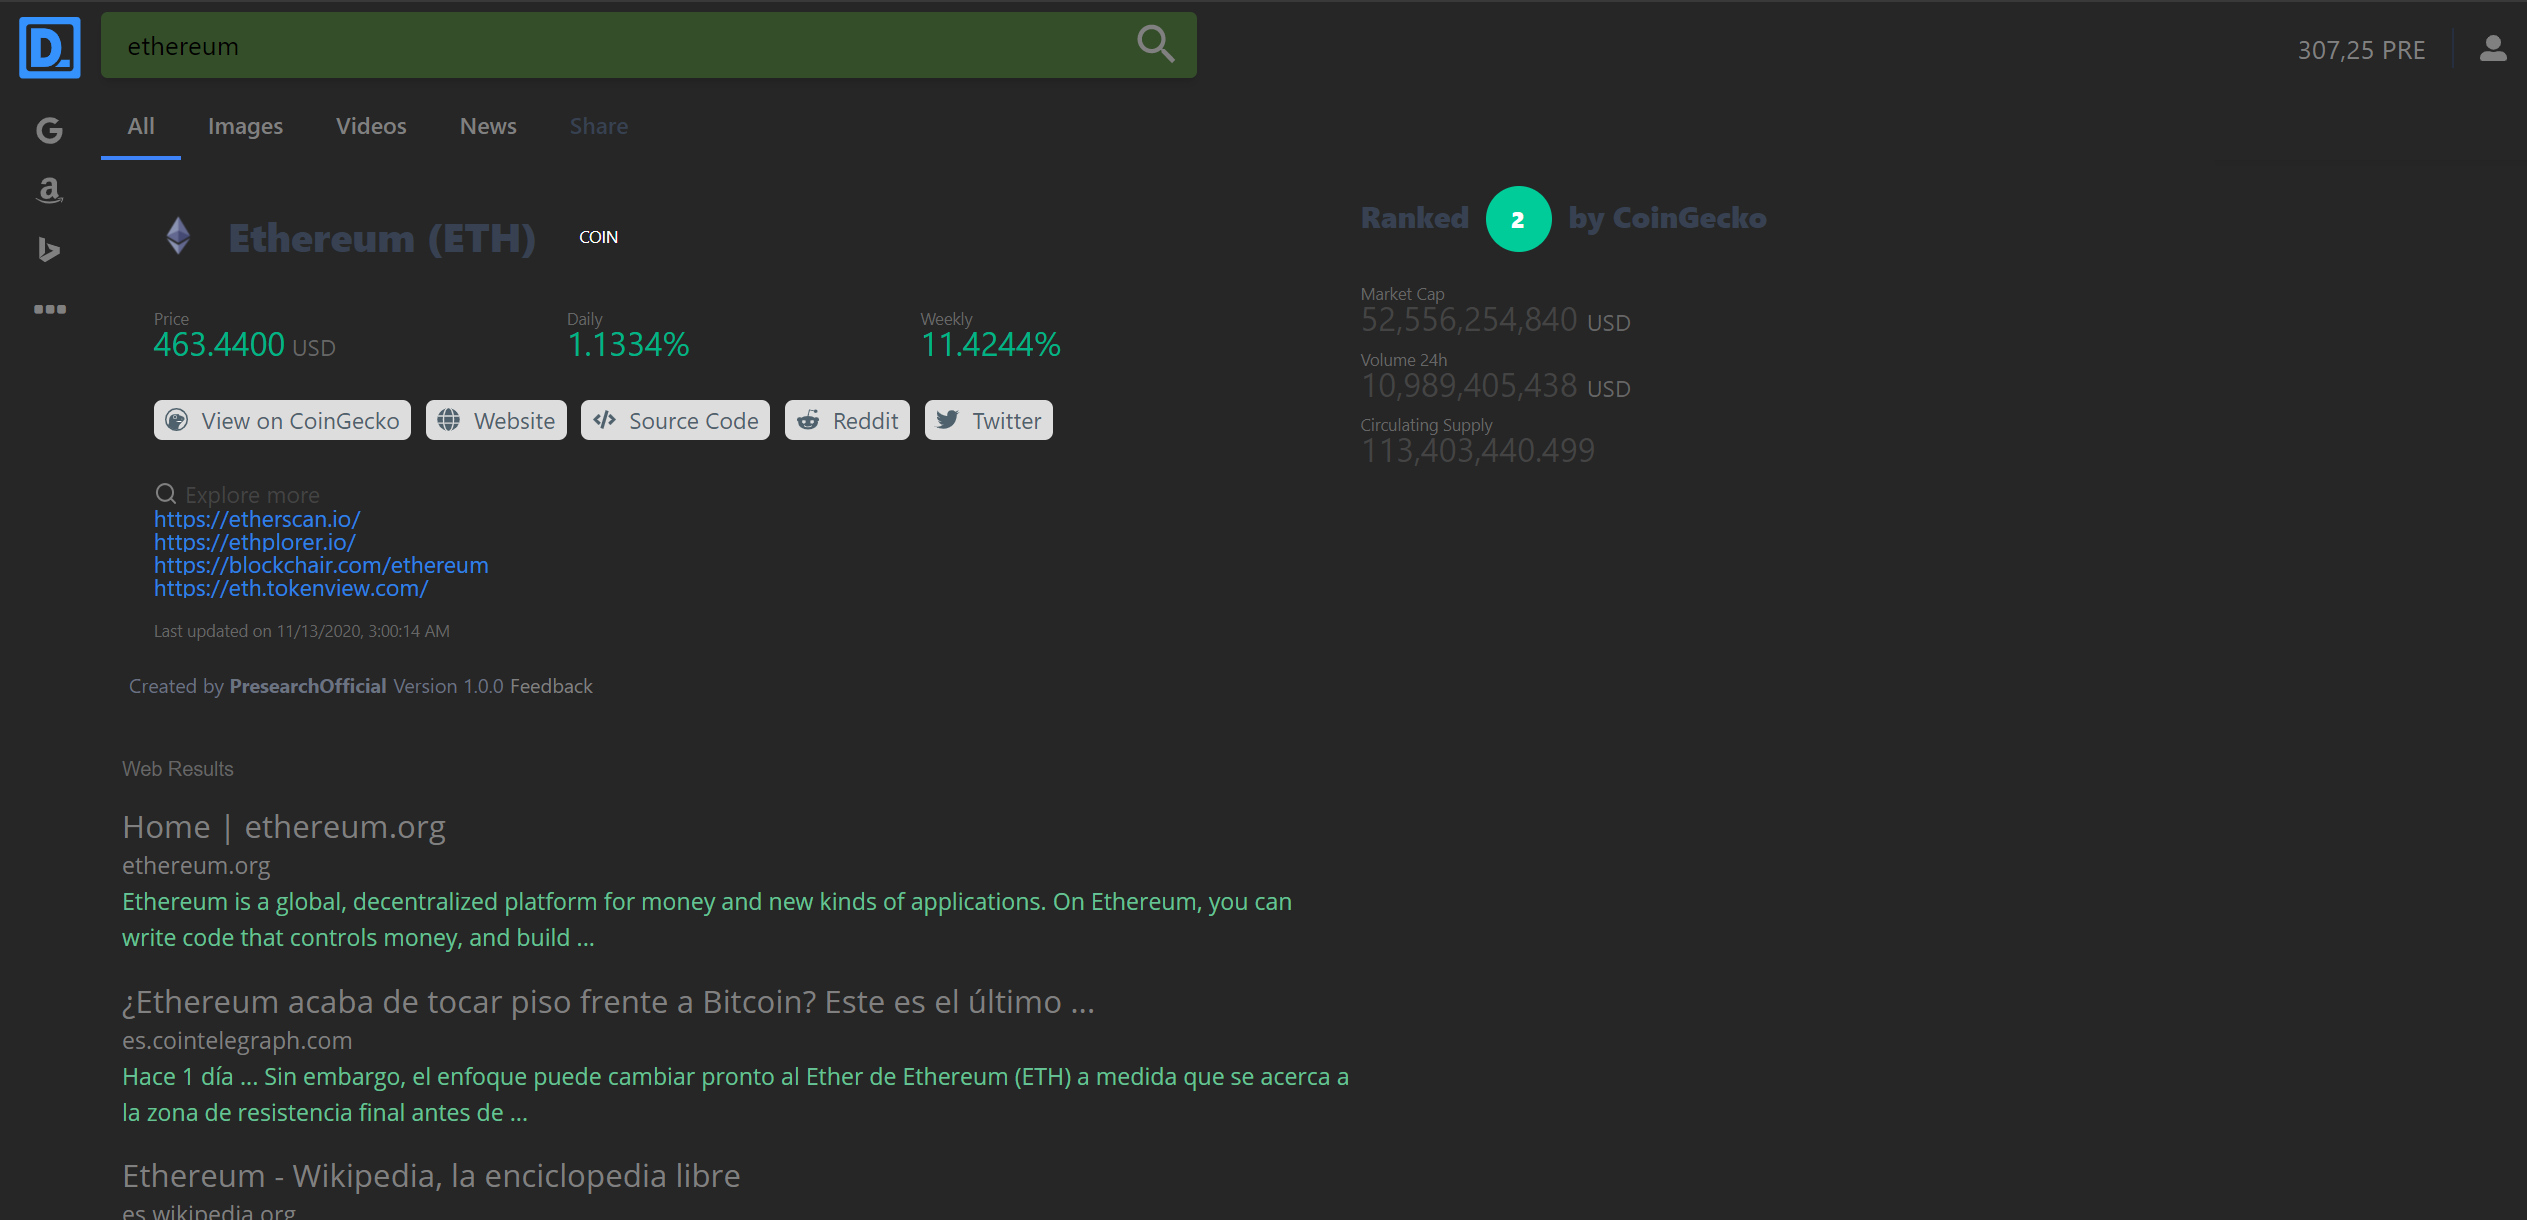 D_
ethereum
307,25 PRE
All Images Videos News Share
Ethereum (ETH) COIN
Ranked 2 by CoinGecko
Price Daily Weekly
463.4400 USD 1.1334% 11.4244%
Market Cap
52,556,254,840 USD
Volume 24h
10,989,405,438 USD
Circulating Supply
113,403,440.499
View on CoinGecko Website Source Code Reddit Twitter
Explore more
https://etherscan.io/
https://ethplorer.io/
https://blockchair.com/ethereum
https://eth.tokenview.com/
Last updated on 11/13/2020, 3:00:14 AM
Created by PresearchOfficial Version 1.0.0 Feedback
Web Results
Home | ethereum.org
ethereum.org
Ethereum is a global, decentralized platform for money and new kinds of applications. On Ethereum, you can
write code that controls money, and build ...
¿Ethereum acaba de tocar piso frente a Bitcoin? Este es el último ...
es.cointelegraph.com
Hace 1 día ... Sin embargo, el enfoque puede cambiar pronto al Ether de Ethereum (ETH) a medida que se acerca a
la zona de resistencia final antes de ...
Ethereum - Wikipedia, la enciclopedia libre
es.wikipedia.org